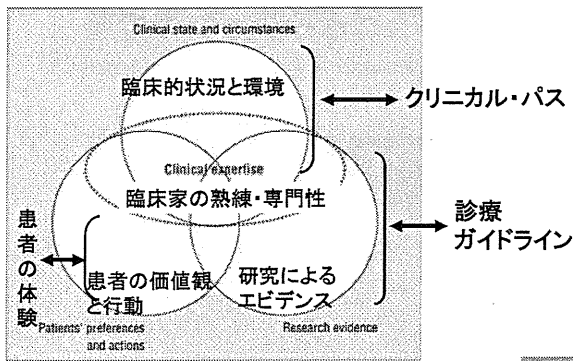 Clinical state and circumstances
臨床的状況と環境
クリニカル・パス
Clinical expertise
臨床家の熟練・専門性
患者の体験
診療
ガイドライン
患者の価値観
と行動
研究による
エビデンス
Patients' preferences
and actions
Research evidence